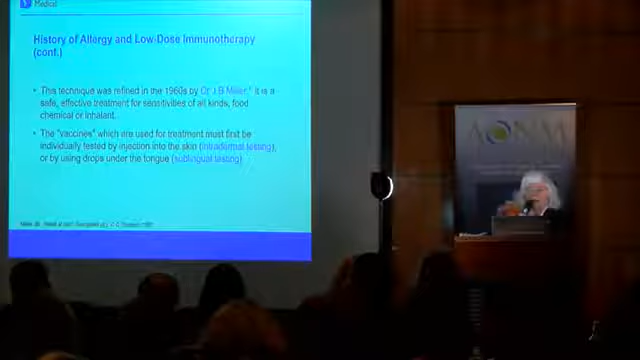 Medical
History of Allergy and Low-Dose Immunotherapy
(cont.)
• This technique was refined in the 1960s by Dr J B Miller.* It is a
safe, effective treatment for sensitivities of all kinds, food
chemical or inhalant.
• The "vaccines" which are used for treatment must first be
individually tested by injection into the skin (intradermal testing),
or by using drops under the tongue (sublingual testing)
AONM